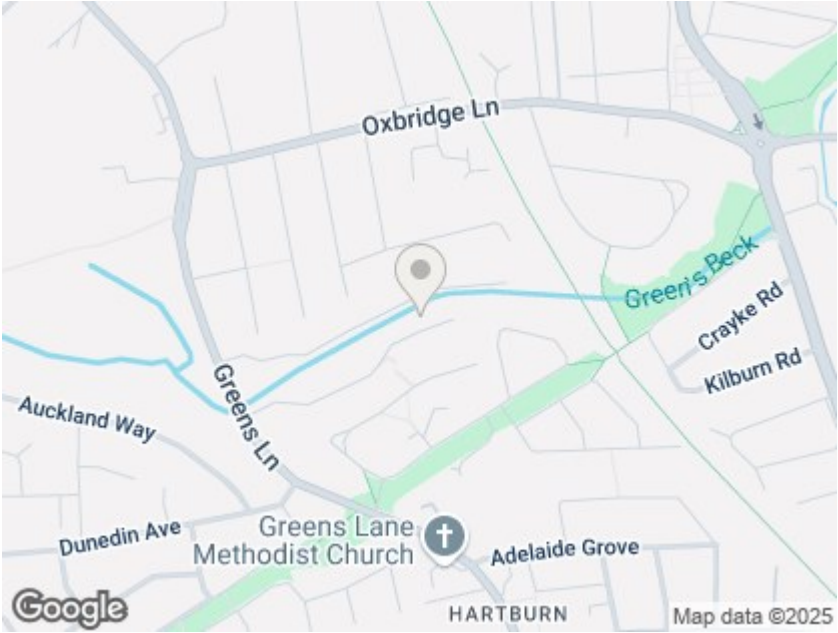 Oxbridge Ln
Green's Beck
Crayke Rd
Kilburn Rd
Greens Ln
Auckland Way
Dunedin Ave
Greens Lane
Methodist Church
Adelaide Grove
HARTBURN
Google
Map data ©2025